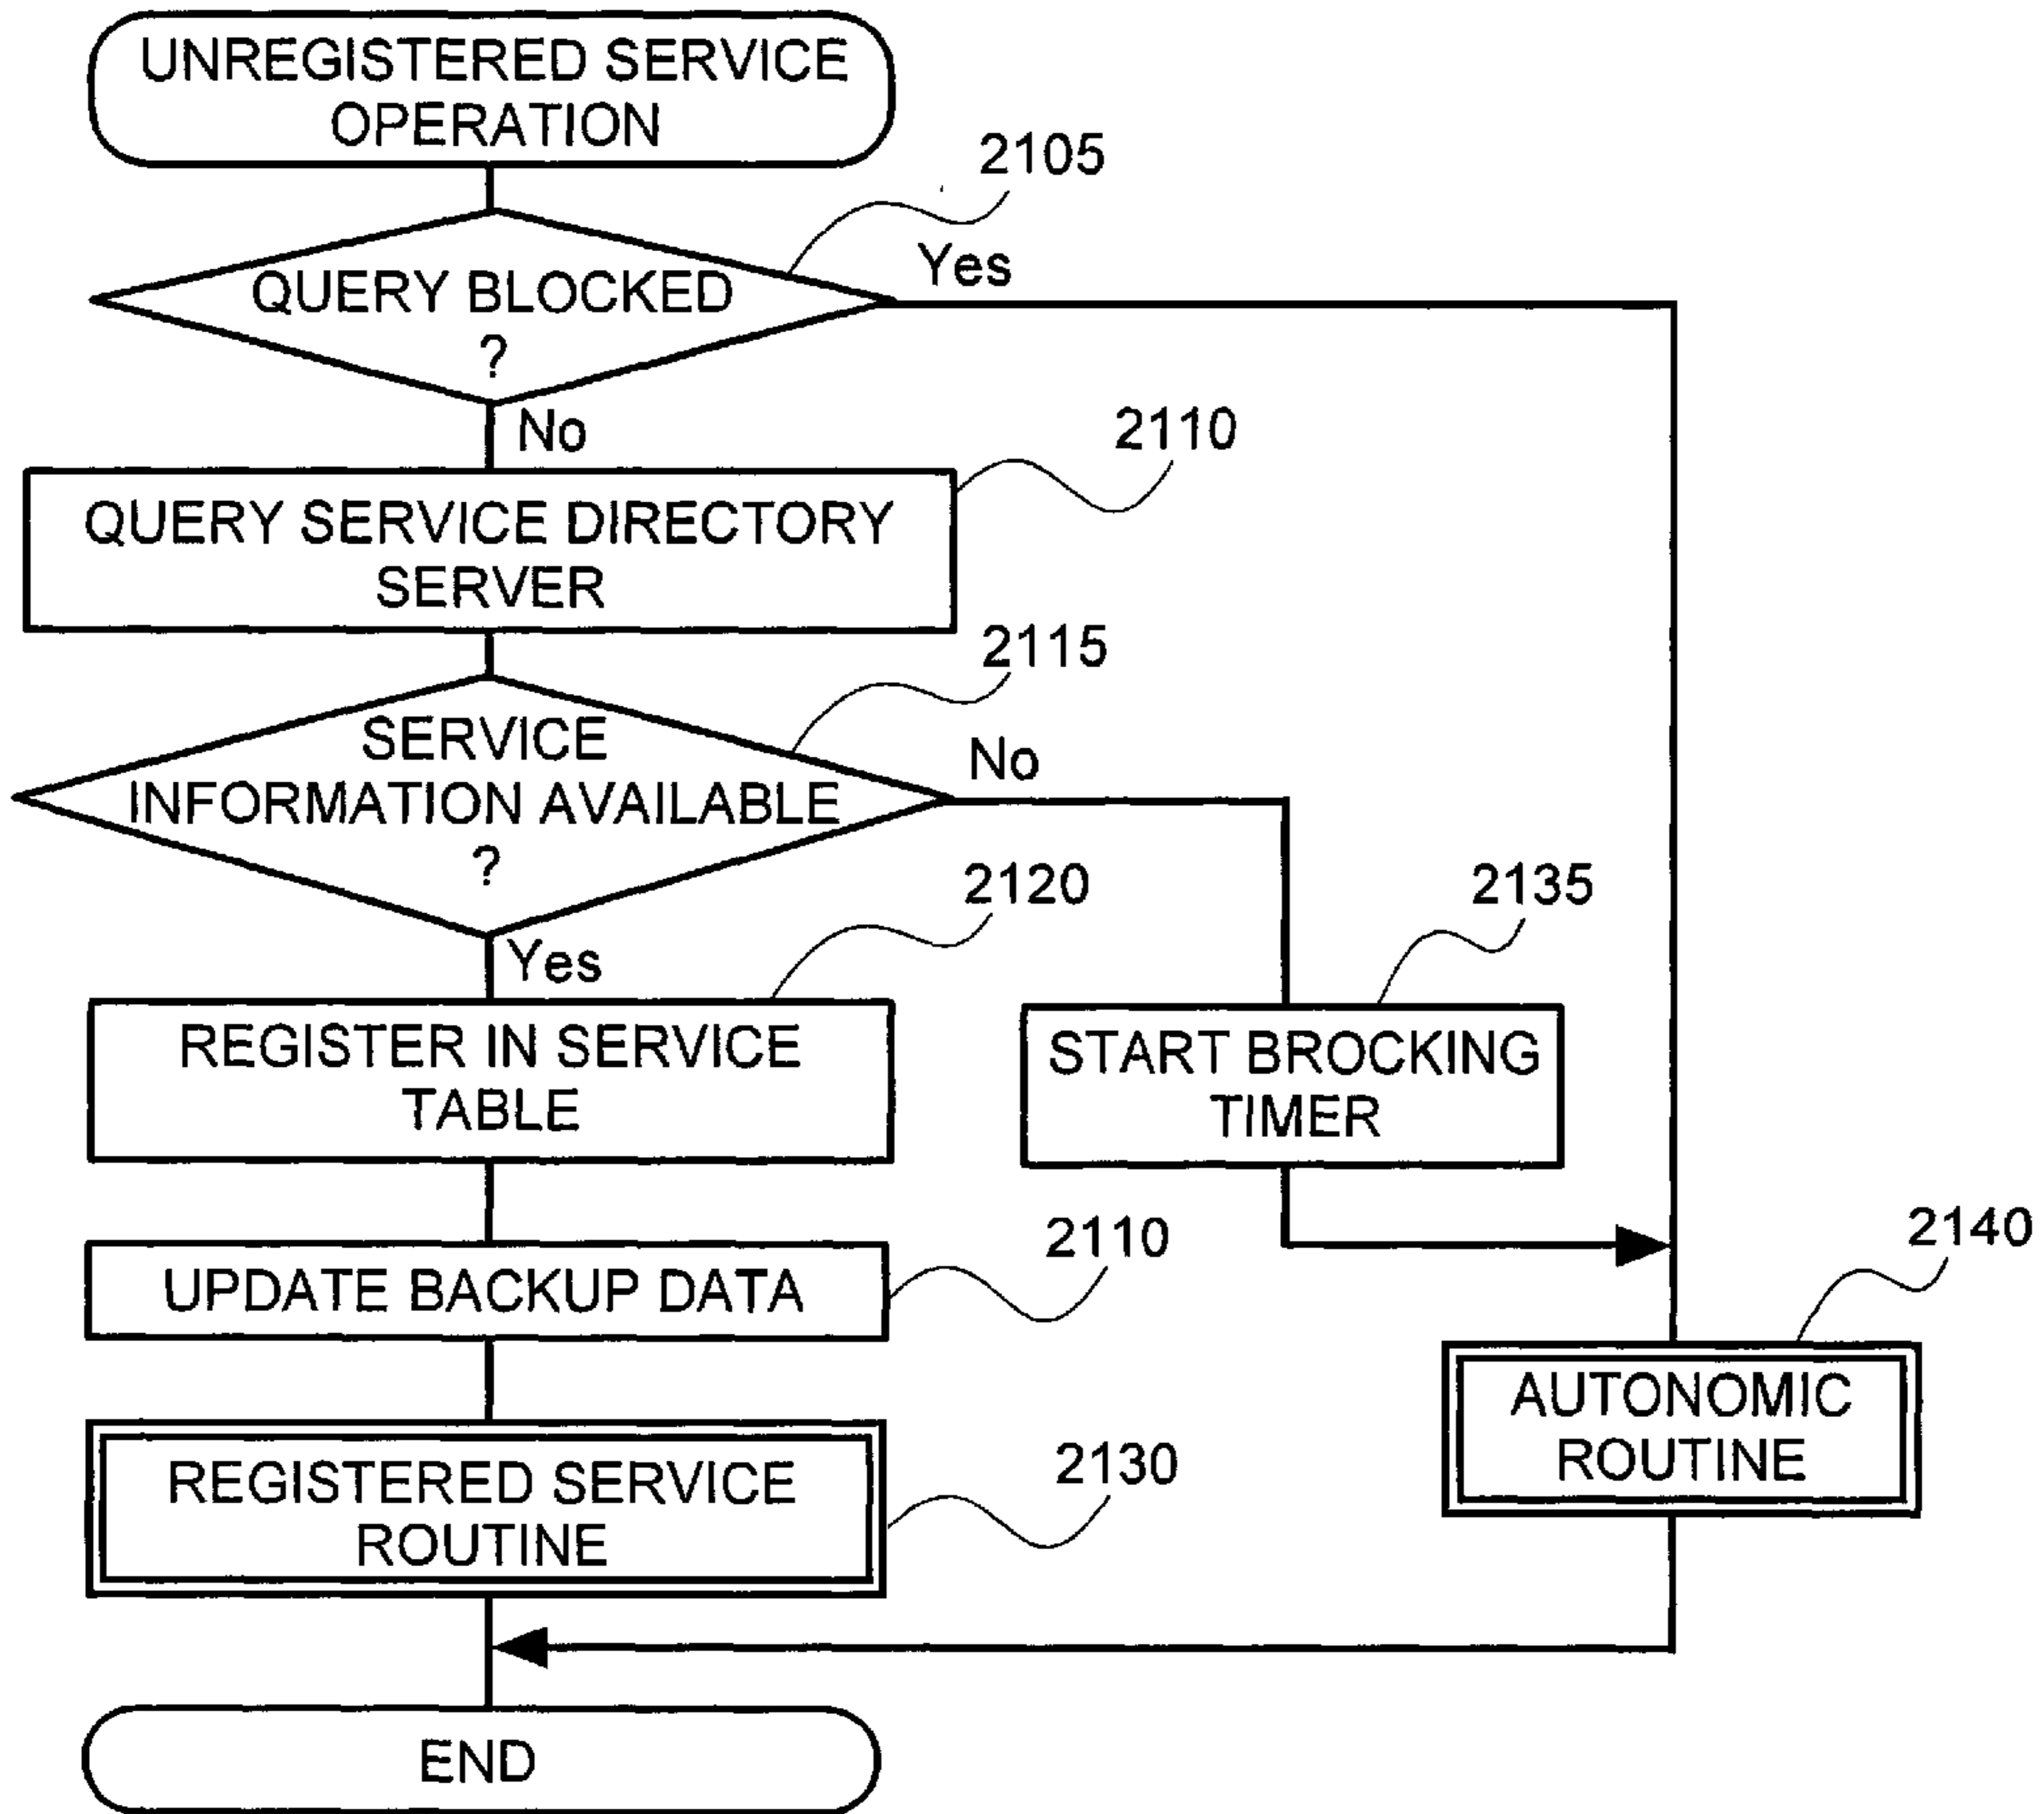 UNREGISTERED SERVICE
OPERATION
2105
QUERY BLOCKED
?
Yes
No
2110
QUERY SERVICE DIRECTORY
SERVER
2115
SERVICE
INFORMATION AVAILABLE
?
No
Yes
2120
REGISTER IN SERVICE
TABLE
2135
START BROCKING
TIMER
2110
UPDATE BACKUP DATA
2140
AUTONOMIC
ROUTINE
2130
REGISTERED SERVICE
ROUTINE
END